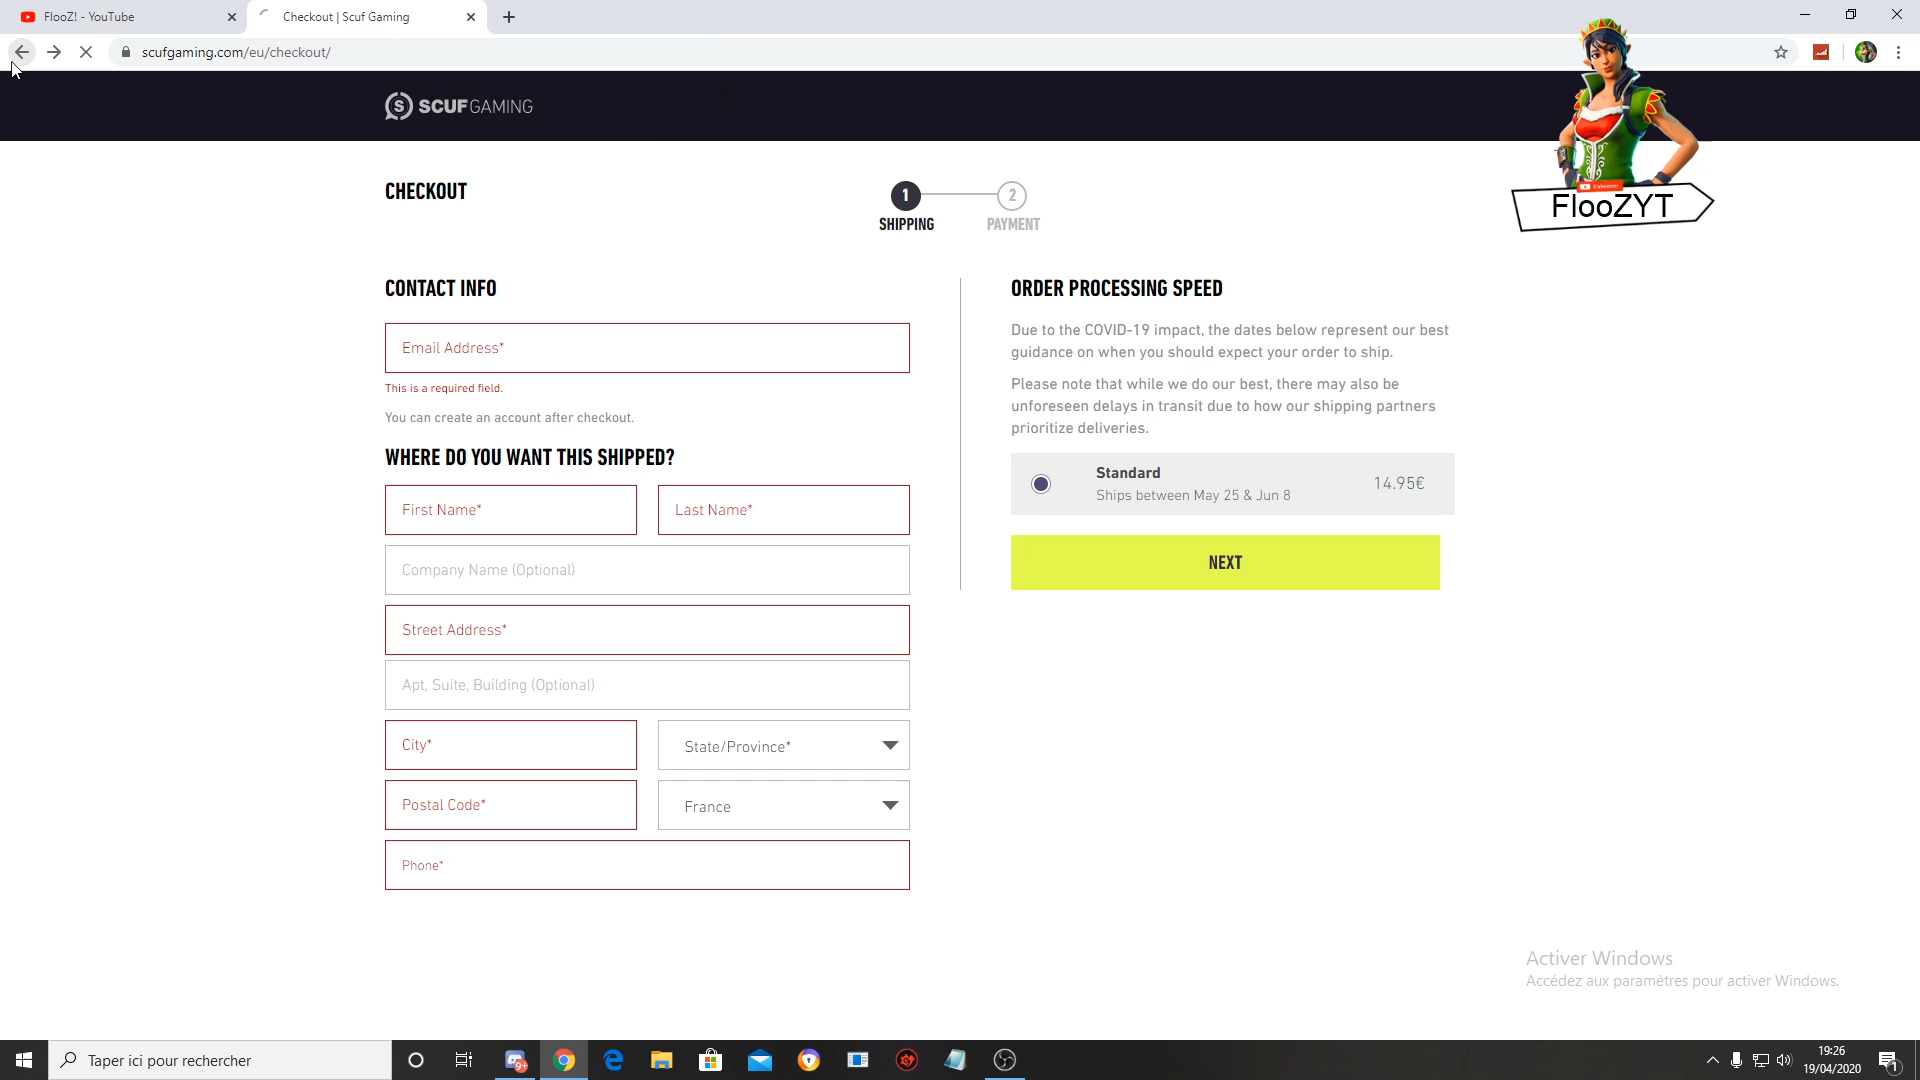 FlooZ! - YouTube
Checkout | Scuf Gaming
scufgaming.com/eu/checkout/
SCUFGAMING
FlooZYT
CHECKOUT
1
2
SHIPPING
PAYMENT
CONTACT INFO
Email Address*
This is a required field.
You can create an account after checkout.
WHERE DO YOU WANT THIS SHIPPED?
First Name*
Last Name*
Company Name (Optional)
Street Address*
Apt, Suite, Building (Optional)
City*
State/Province*
Postal Code*
France
Phone*
ORDER PROCESSING SPEED
Due to the COVID-19 impact, the dates below represent our best
guidance on when you should expect your order to ship.
Please note that while we do our best, there may also be
unforeseen delays in transit due to how our shipping partners
prioritize deliveries.
Standard
Ships between May 25 & Jun 8
14.95€
NEXT
Activer Windows
Accédez aux paramètres pour activer Windows.
Taper ici pour rechercher
9+
19:26
19/04/2020
1